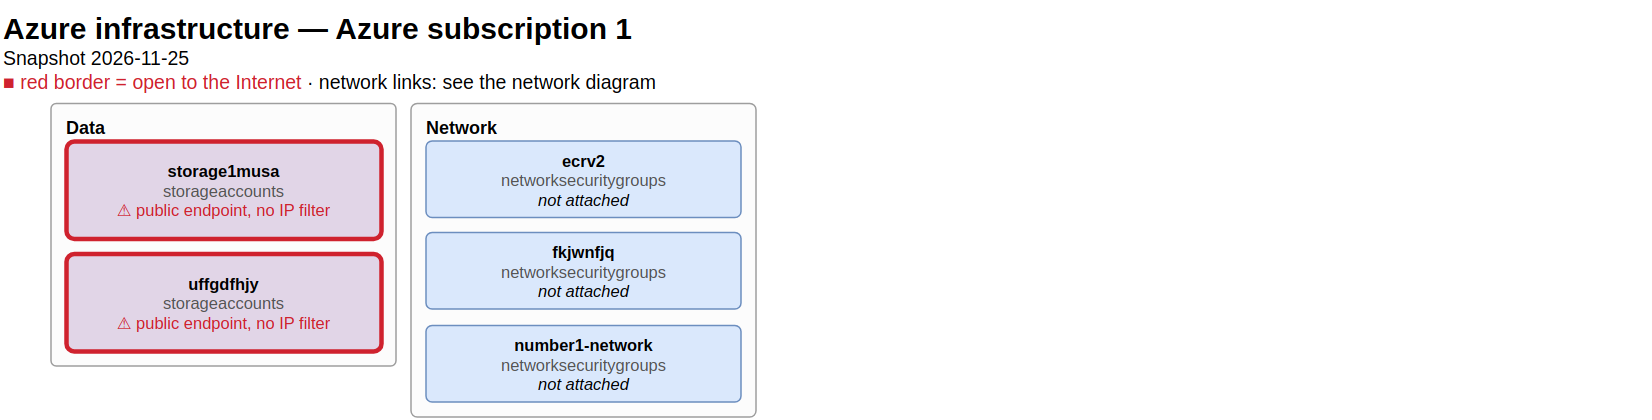 Azure infrastructure — Azure subscription 1
Snapshot 2026-11-25
■ red border = open to the Internet · network links: see the network diagram
Data
storage1musa
storageaccounts
⚠ public endpoint, no IP filter
uffgdfhjy
storageaccounts
⚠ public endpoint, no IP filter
Network
ecrv2
networksecuritygroups
not attached
fkjwnfjq
networksecuritygroups
not attached
number1-network
networksecuritygroups
not attached